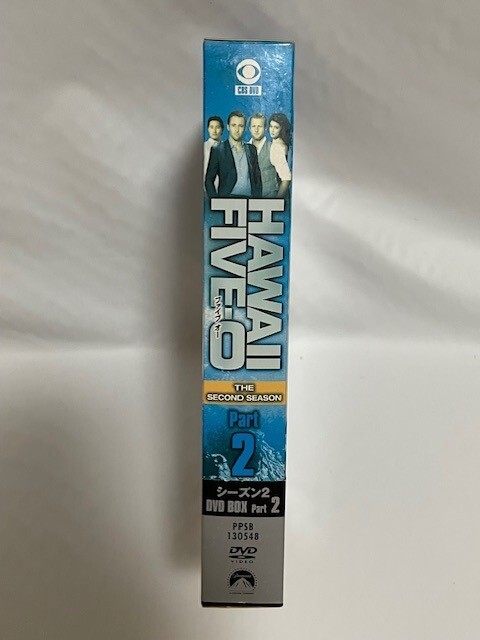 CBS DVD
HAWAII
FIVE-O
ファイブ オー
THE
SECOND SEASON
Part
2
シーズン2
DVD BOX Part 2
PPSB
130548
DVD
VIDEO
Paramount